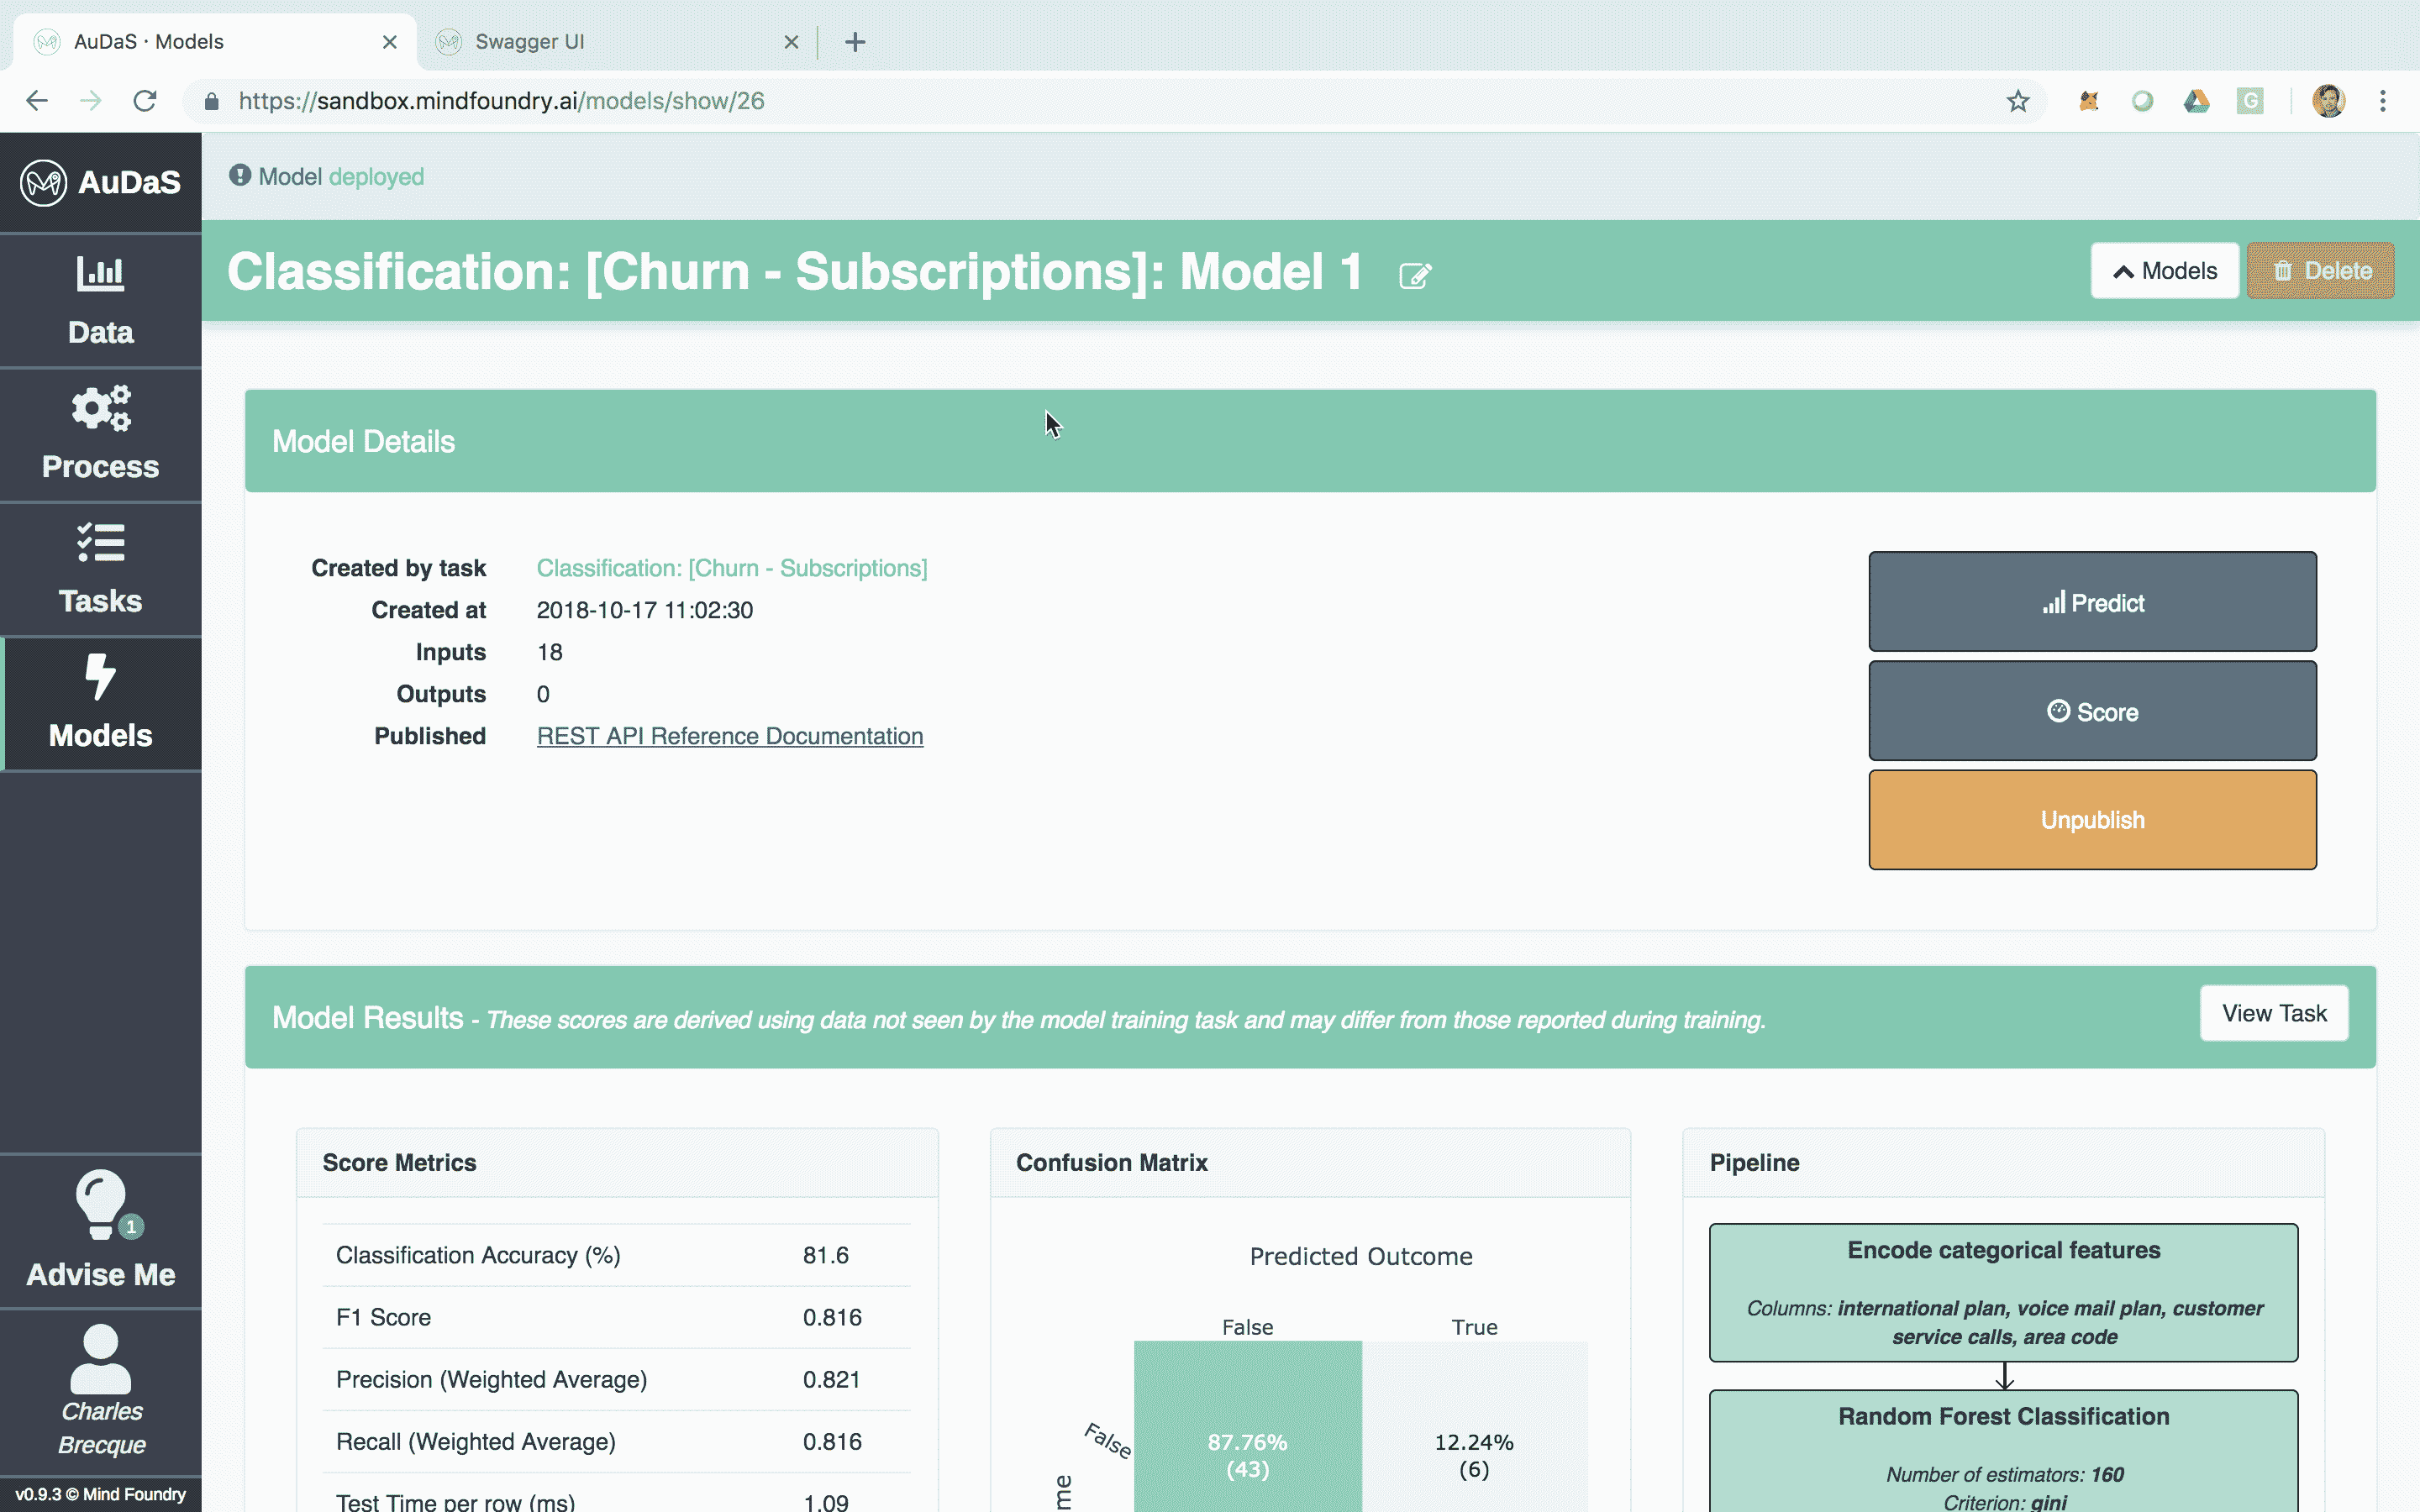 AuDaS · Models
Swagger UI
https://sandbox.mindfoundry.ai/models/show/26
G
AuDaS
Data
Process
Tasks
Models
1
Advise Me
Charles
Brecque
v0.9.3 © Mind Foundry
Model deployed
Classification: [Churn - Subscriptions]: Model 1
Models
Delete
Model Details
Created by task Classification: [Churn - Subscriptions]
Created at 2018-10-17 11:02:30
Inputs 18
Outputs 0
Published REST API Reference Documentation
Predict
Score
Unpublish
Model Results - These scores are derived using data not seen by the model training task and may differ from those reported during training.
View Task
Score Metrics
Classification Accuracy (%) 81.6
F1 Score 0.816
Precision (Weighted Average) 0.821
Recall (Weighted Average) 0.816
Test Time per row (ms) 1.09
Confusion Matrix
Predicted Outcome
False True
False
87.76% 12.24%
(43) (6)
me
Pipeline
Encode categorical features
Columns: international plan, voice mail plan, customer
service calls, area code
Random Forest Classification
Number of estimators: 160
Criterion: gini